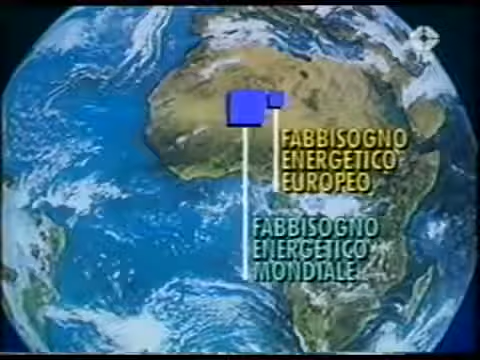 FABBISOGNO
ENERGETICO
EUROPEO
FABBISOGNO
ENERGETICO
MONDIALE